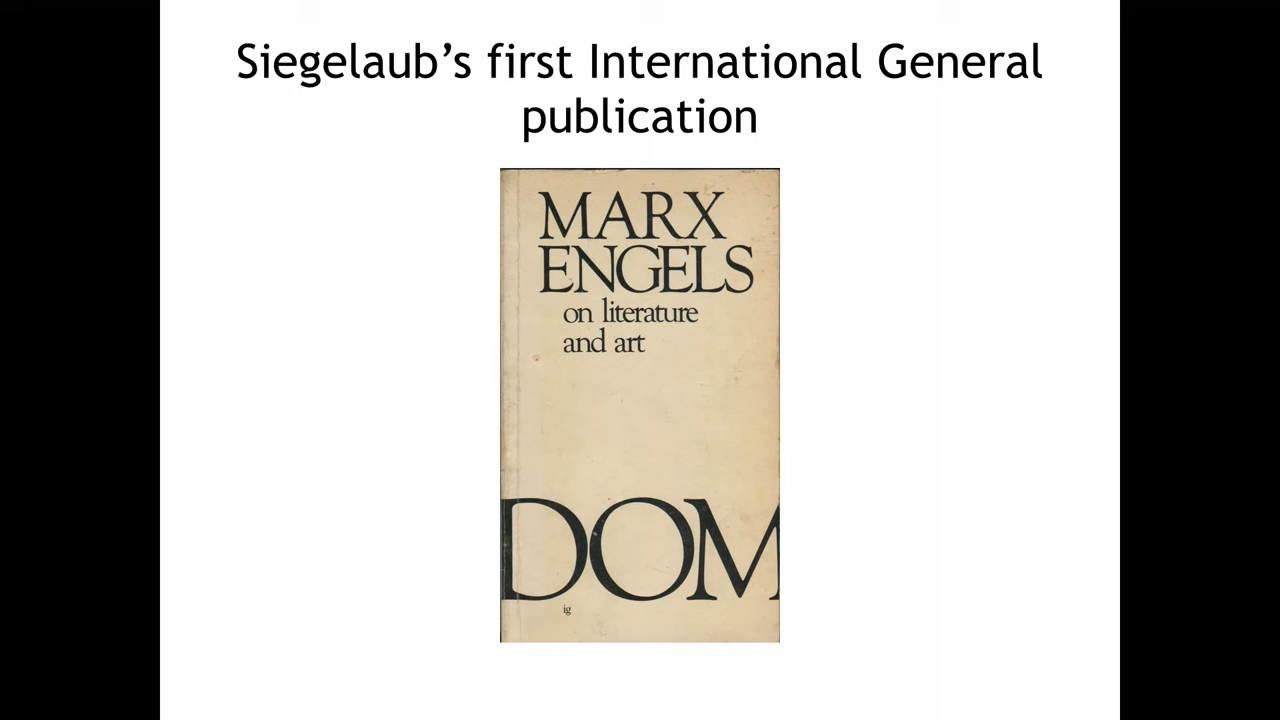 Siegelaub’s first International General
publication
MARX
ENGELS
on literature
and art
DOM
ig